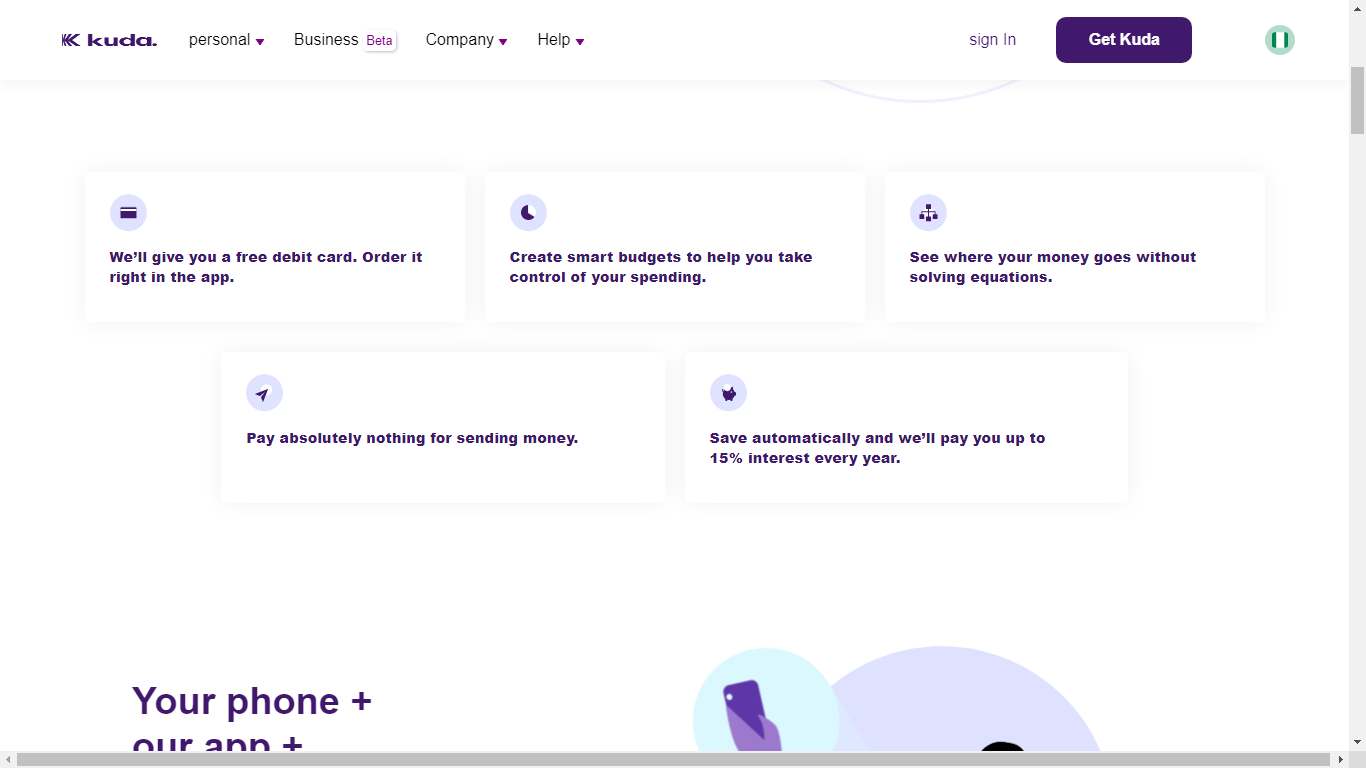 kuda.
personal
Business Beta
Company
Help
sign In
Get Kuda
We’ll give you a free debit card. Order it
right in the app.
Create smart budgets to help you take
control of your spending.
See where your money goes without
solving equations.
Pay absolutely nothing for sending money.
Save automatically and we’ll pay you up to
15% interest every year.
Your phone +
our app +